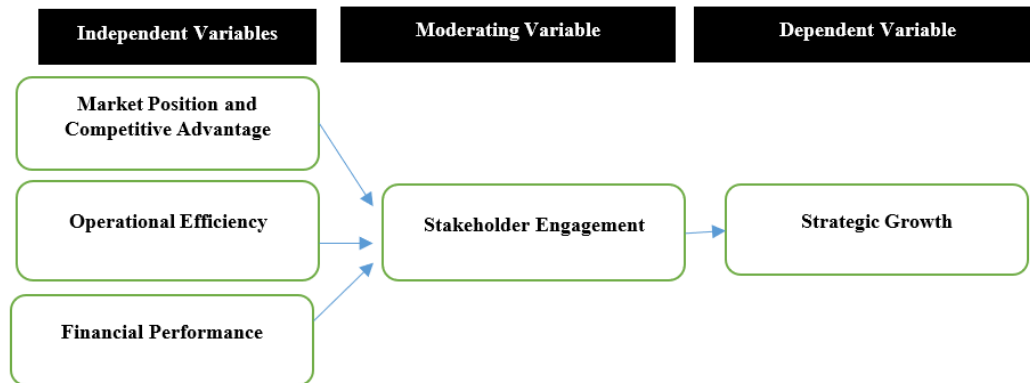 Independent Variables
Moderating Variable
Dependent Variable
Market Position and
Competitive Advantage
Operational Efficiency
Stakeholder Engagement
Strategic Growth
Financial Performance